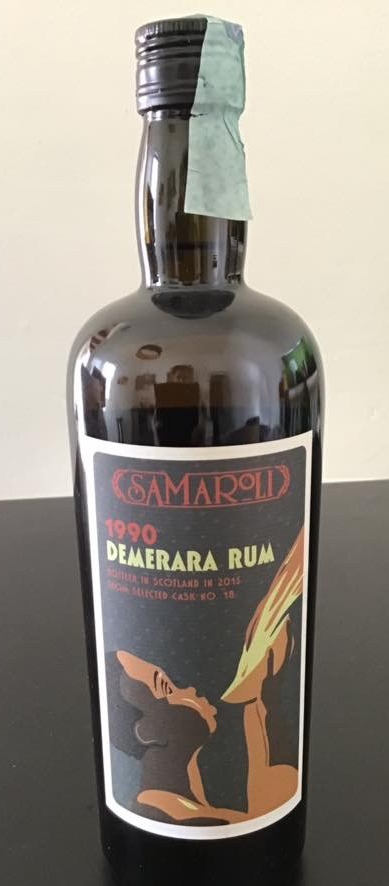 SAMAROLI
1990
DEMERARA RUM
BOTTLED IN SCOTLAND IN 2015
FROM SELECTED CASK NO. 18